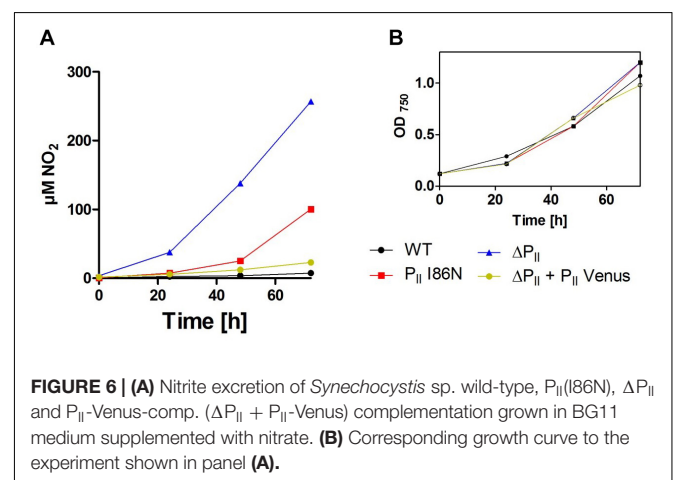 A
300
200
100
0
µM NO2
0 20 40 60
Time [h]
B
1.0
0.5
0.0
OD 750
0 20 40 60
Time [h]
WT
PII I86N
ΔPII
ΔPII + PII Venus
FIGURE 6 | (A) Nitrite excretion of Synechocystis sp. wild-type, PII(I86N), ΔPII
and PII-Venus-comp. (ΔPII + PII-Venus) complementation grown in BG11
medium supplemented with nitrate. (B) Corresponding growth curve to the
experiment shown in panel (A).